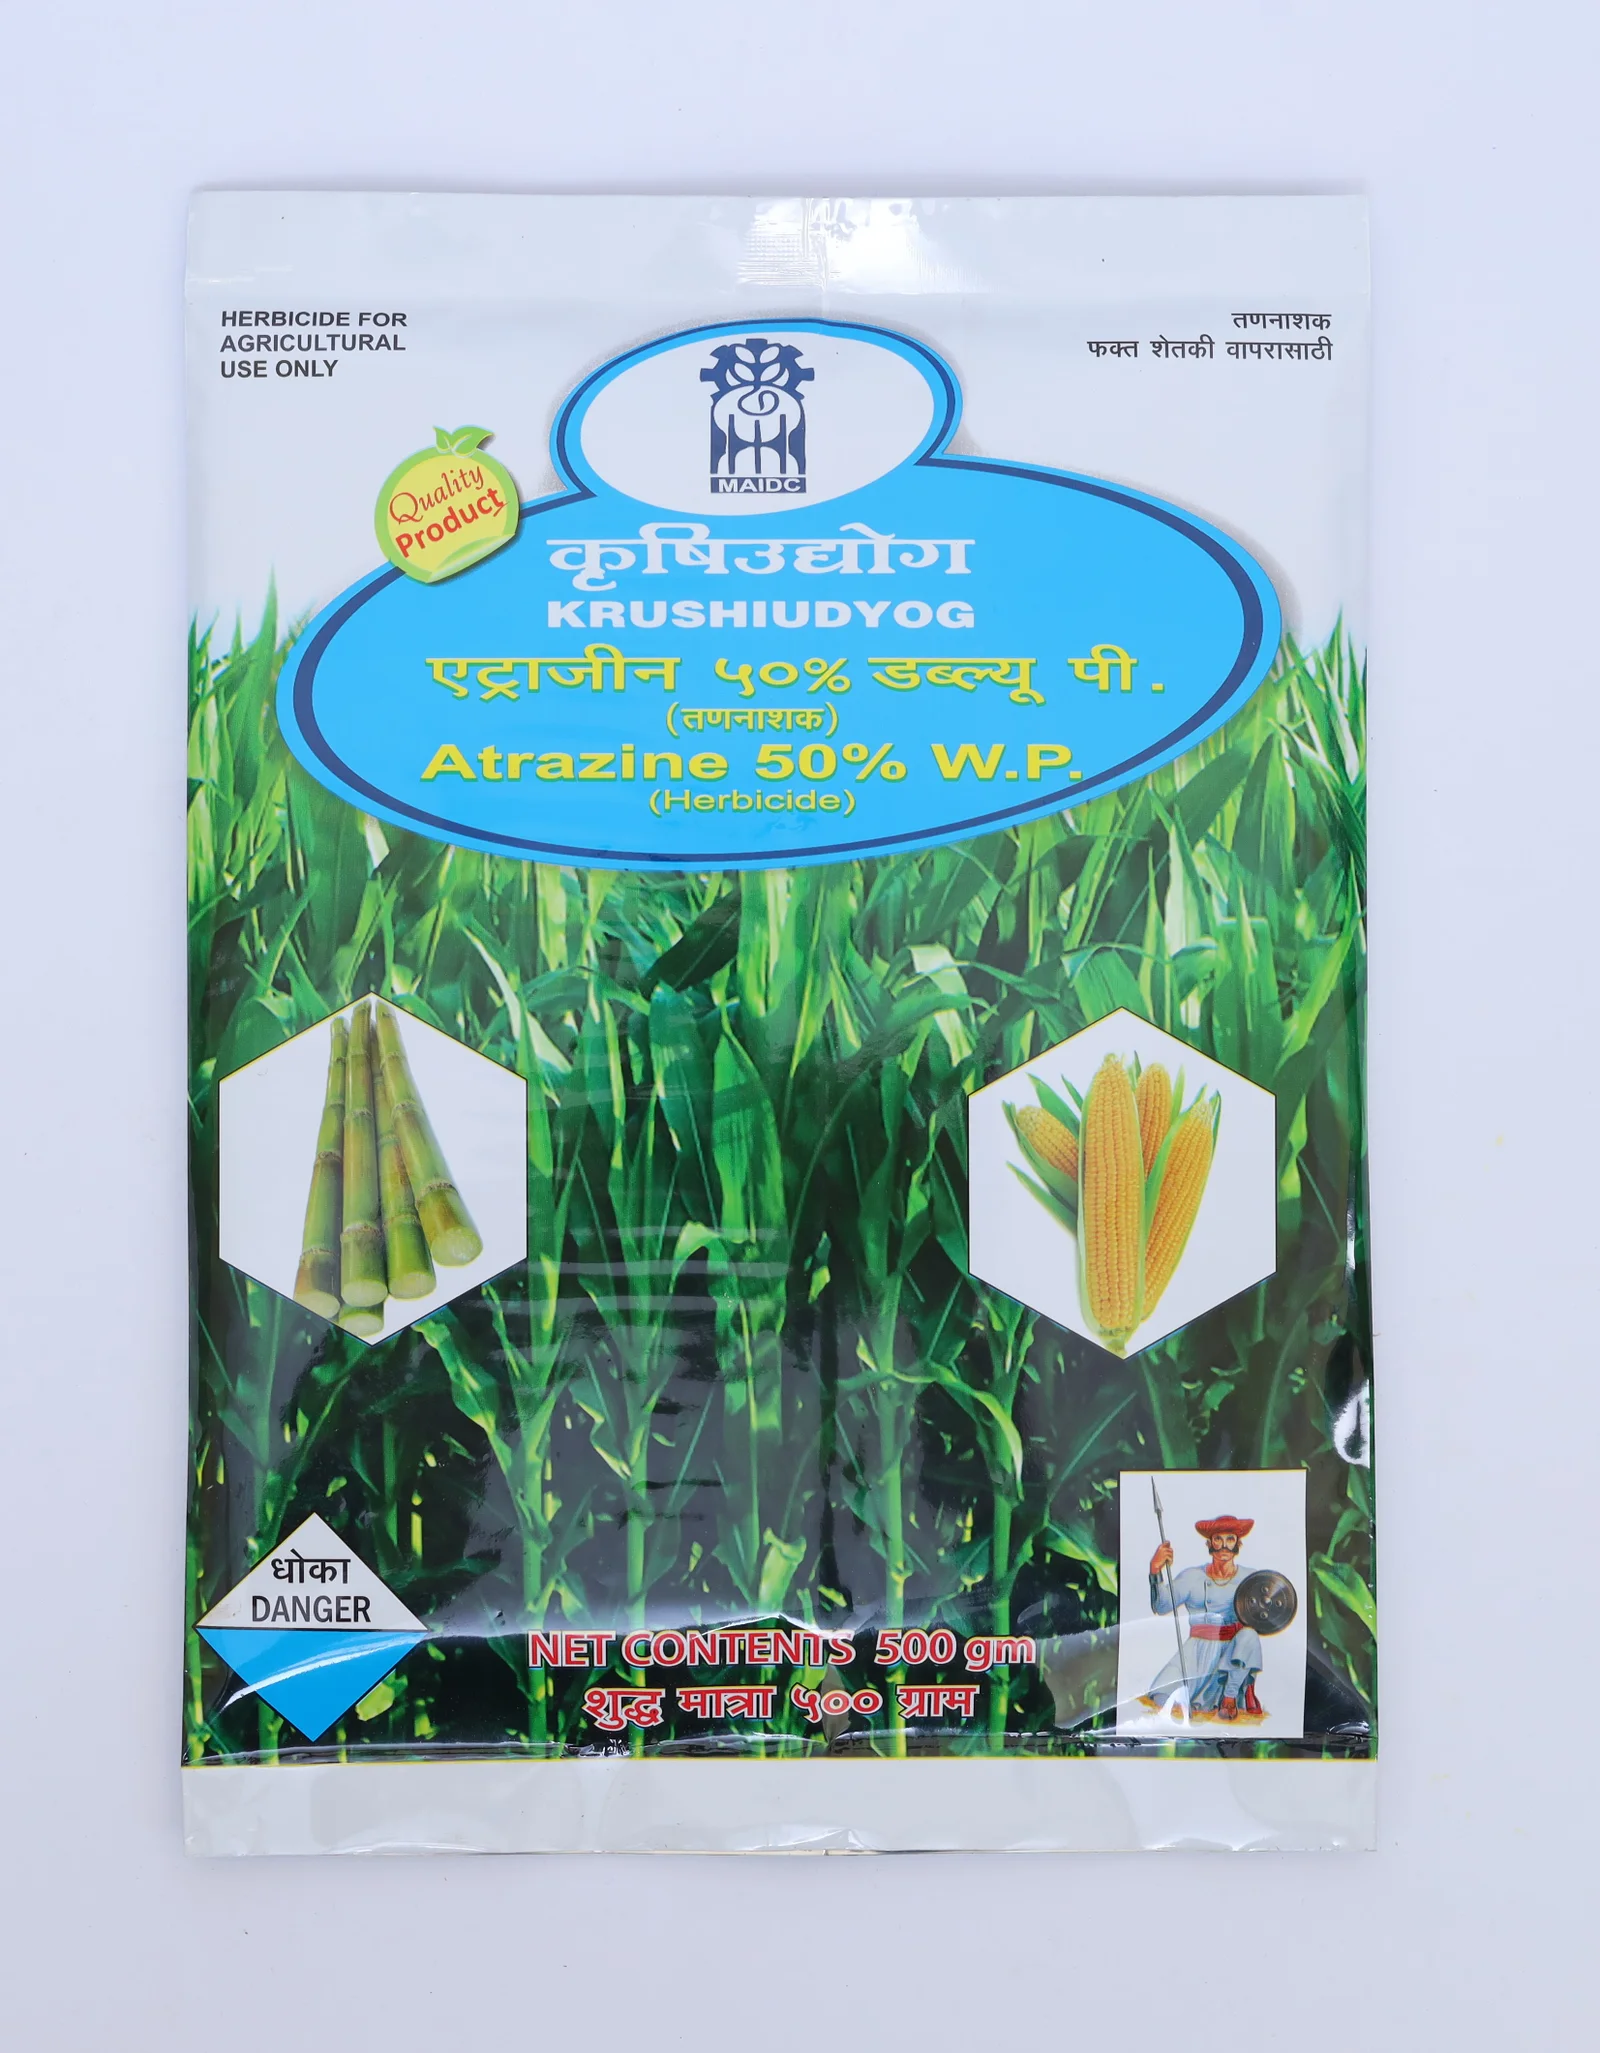 HERBICIDE FOR
AGRICULTURAL
USE ONLY
तणनाशक
फक्त शेतकी वापरासाठी
MAIDC
Quality
Product
कृषिउद्योग
KRUSHIUDYOG
एट्राजीन ५०% डब्ल्यू पी.
(तणनाशक)
Atrazine 50% W.P.
(Herbicide)
धोका
DANGER
NET CONTENTS 500 gm
शुद्ध मात्रा ५०० ग्राम